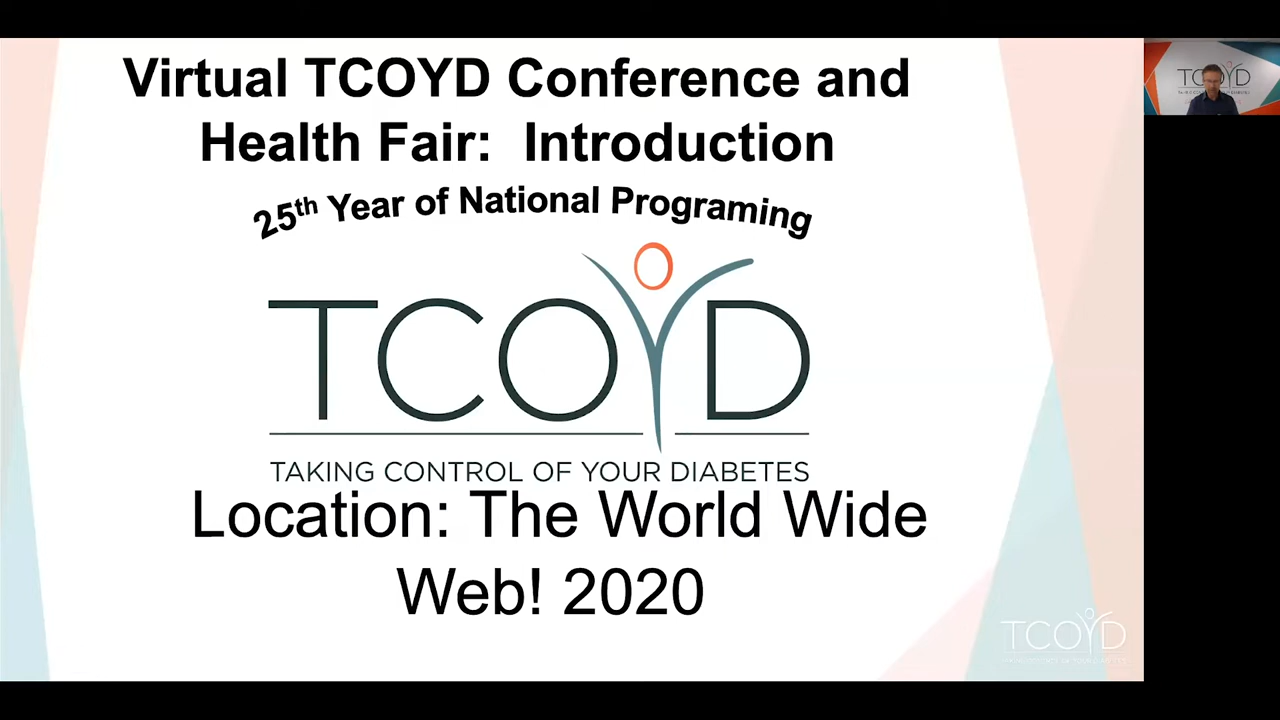 Virtual TCOYD Conference and
Health Fair: Introduction
25th Year of National Programing
TCOYD
TAKING CONTROL OF YOUR DIABETES
Location: The World Wide
Web! 2020
TCOYD
TCOYD